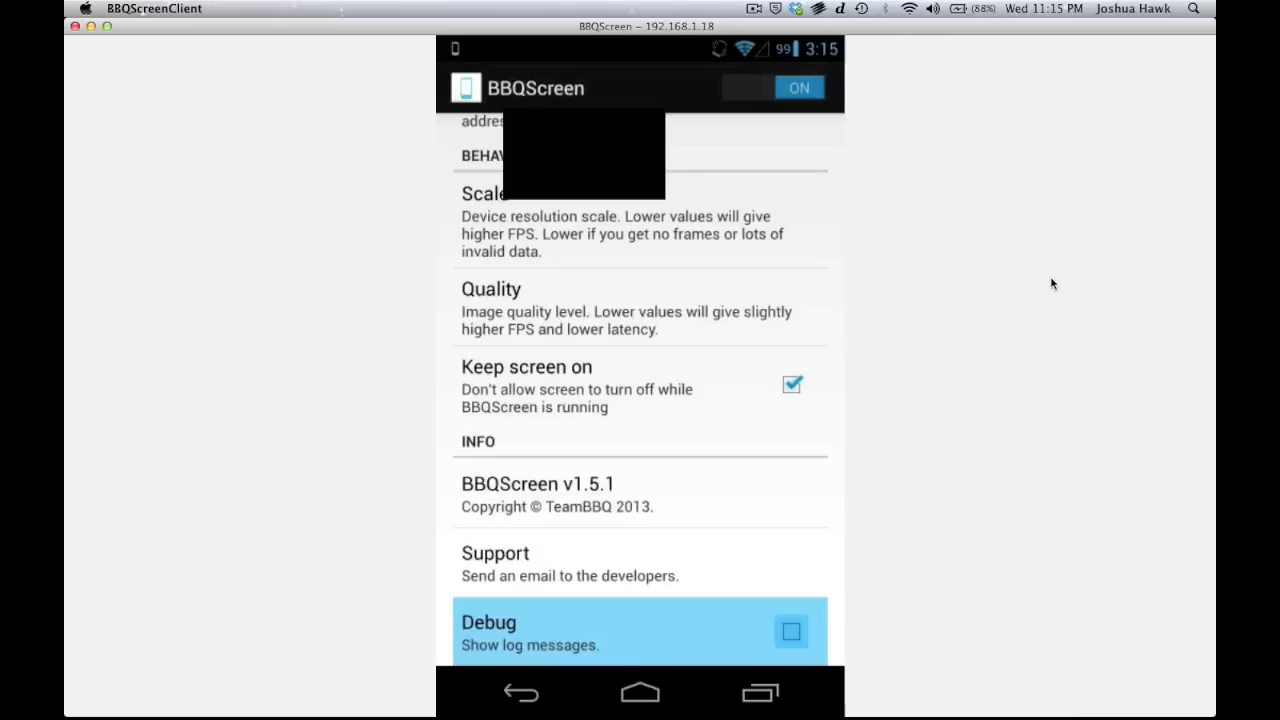 BBQScreenClient
(88%) Wed 11:15 PM Joshua Hawk
BBQScreen – 192.168.1.18
99 3:15
BBQScreen
ON
Scale
Device resolution scale. Lower values will give
higher FPS. Lower if you get no frames or lots of
invalid data.
Quality
Image quality level. Lower values will give slightly
higher FPS and lower latency.
Keep screen on
Don't allow screen to turn off while
BBQScreen is running
INFO
BBQScreen v1.5.1
Copyright © TeamBBQ 2013.
Support
Send an email to the developers.
Debug
Show log messages.